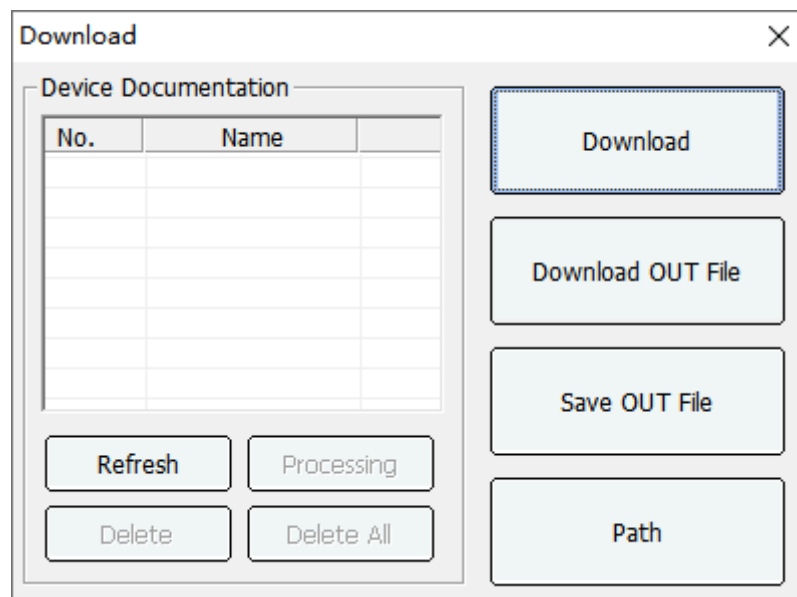 Download
Device Documentation
No. Name
Refresh Processing
Delete Delete All
Download
Download OUT File
Save OUT File
Path